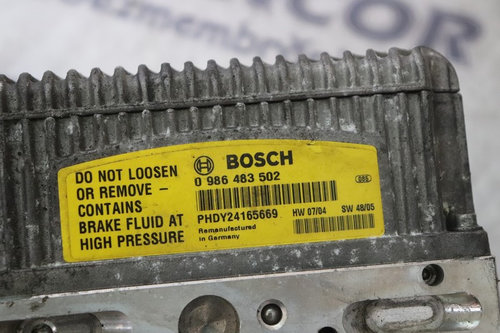 DO NOT LOOSEN
OR REMOVE –
CONTAINS
BRAKE FLUID AT
HIGH PRESSURE
BOSCH
0 986 483 502
086
PHDY24165669
HW 07/04 SW 48/05
Remanufactured
in Germany